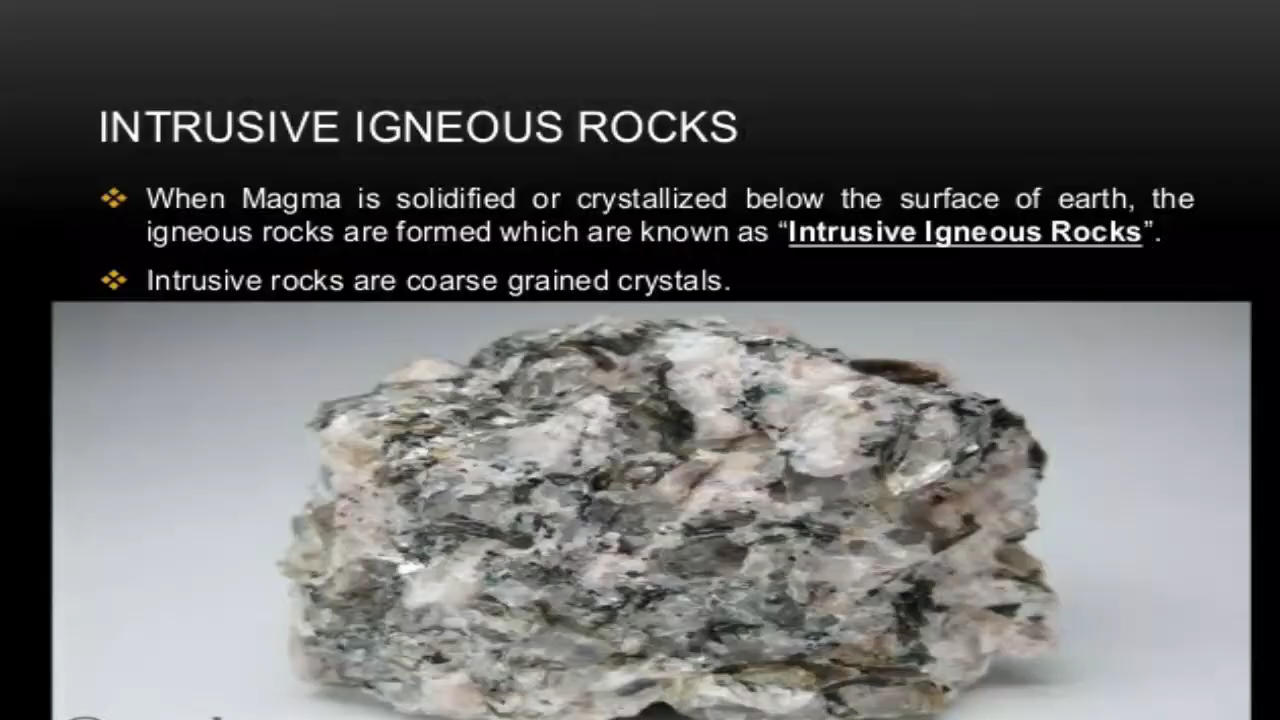 INTRUSIVE IGNEOUS ROCKS
When Magma is solidified or crystallized below the surface of earth, the
igneous rocks are formed which are known as “Intrusive Igneous Rocks”.
Intrusive rocks are coarse grained crystals.